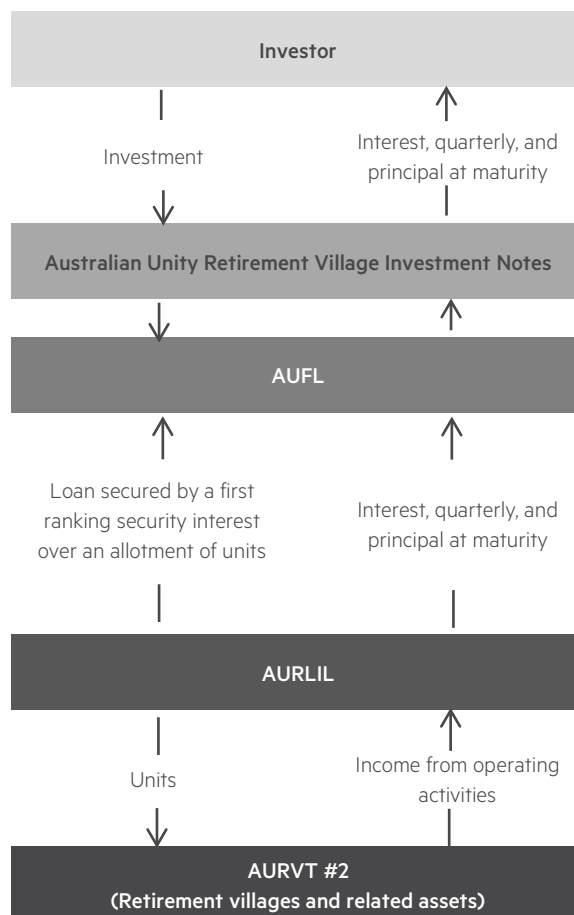 Investor
Investment
Interest, quarterly, and
principal at maturity
Australian Unity Retirement Village Investment Notes
AUFL
Loan secured by a first
ranking security interest
over an allotment of units
Interest, quarterly, and
principal at maturity
AURLIL
Units
Income from operating
activities
AURVT #2
(Retirement villages and related assets)